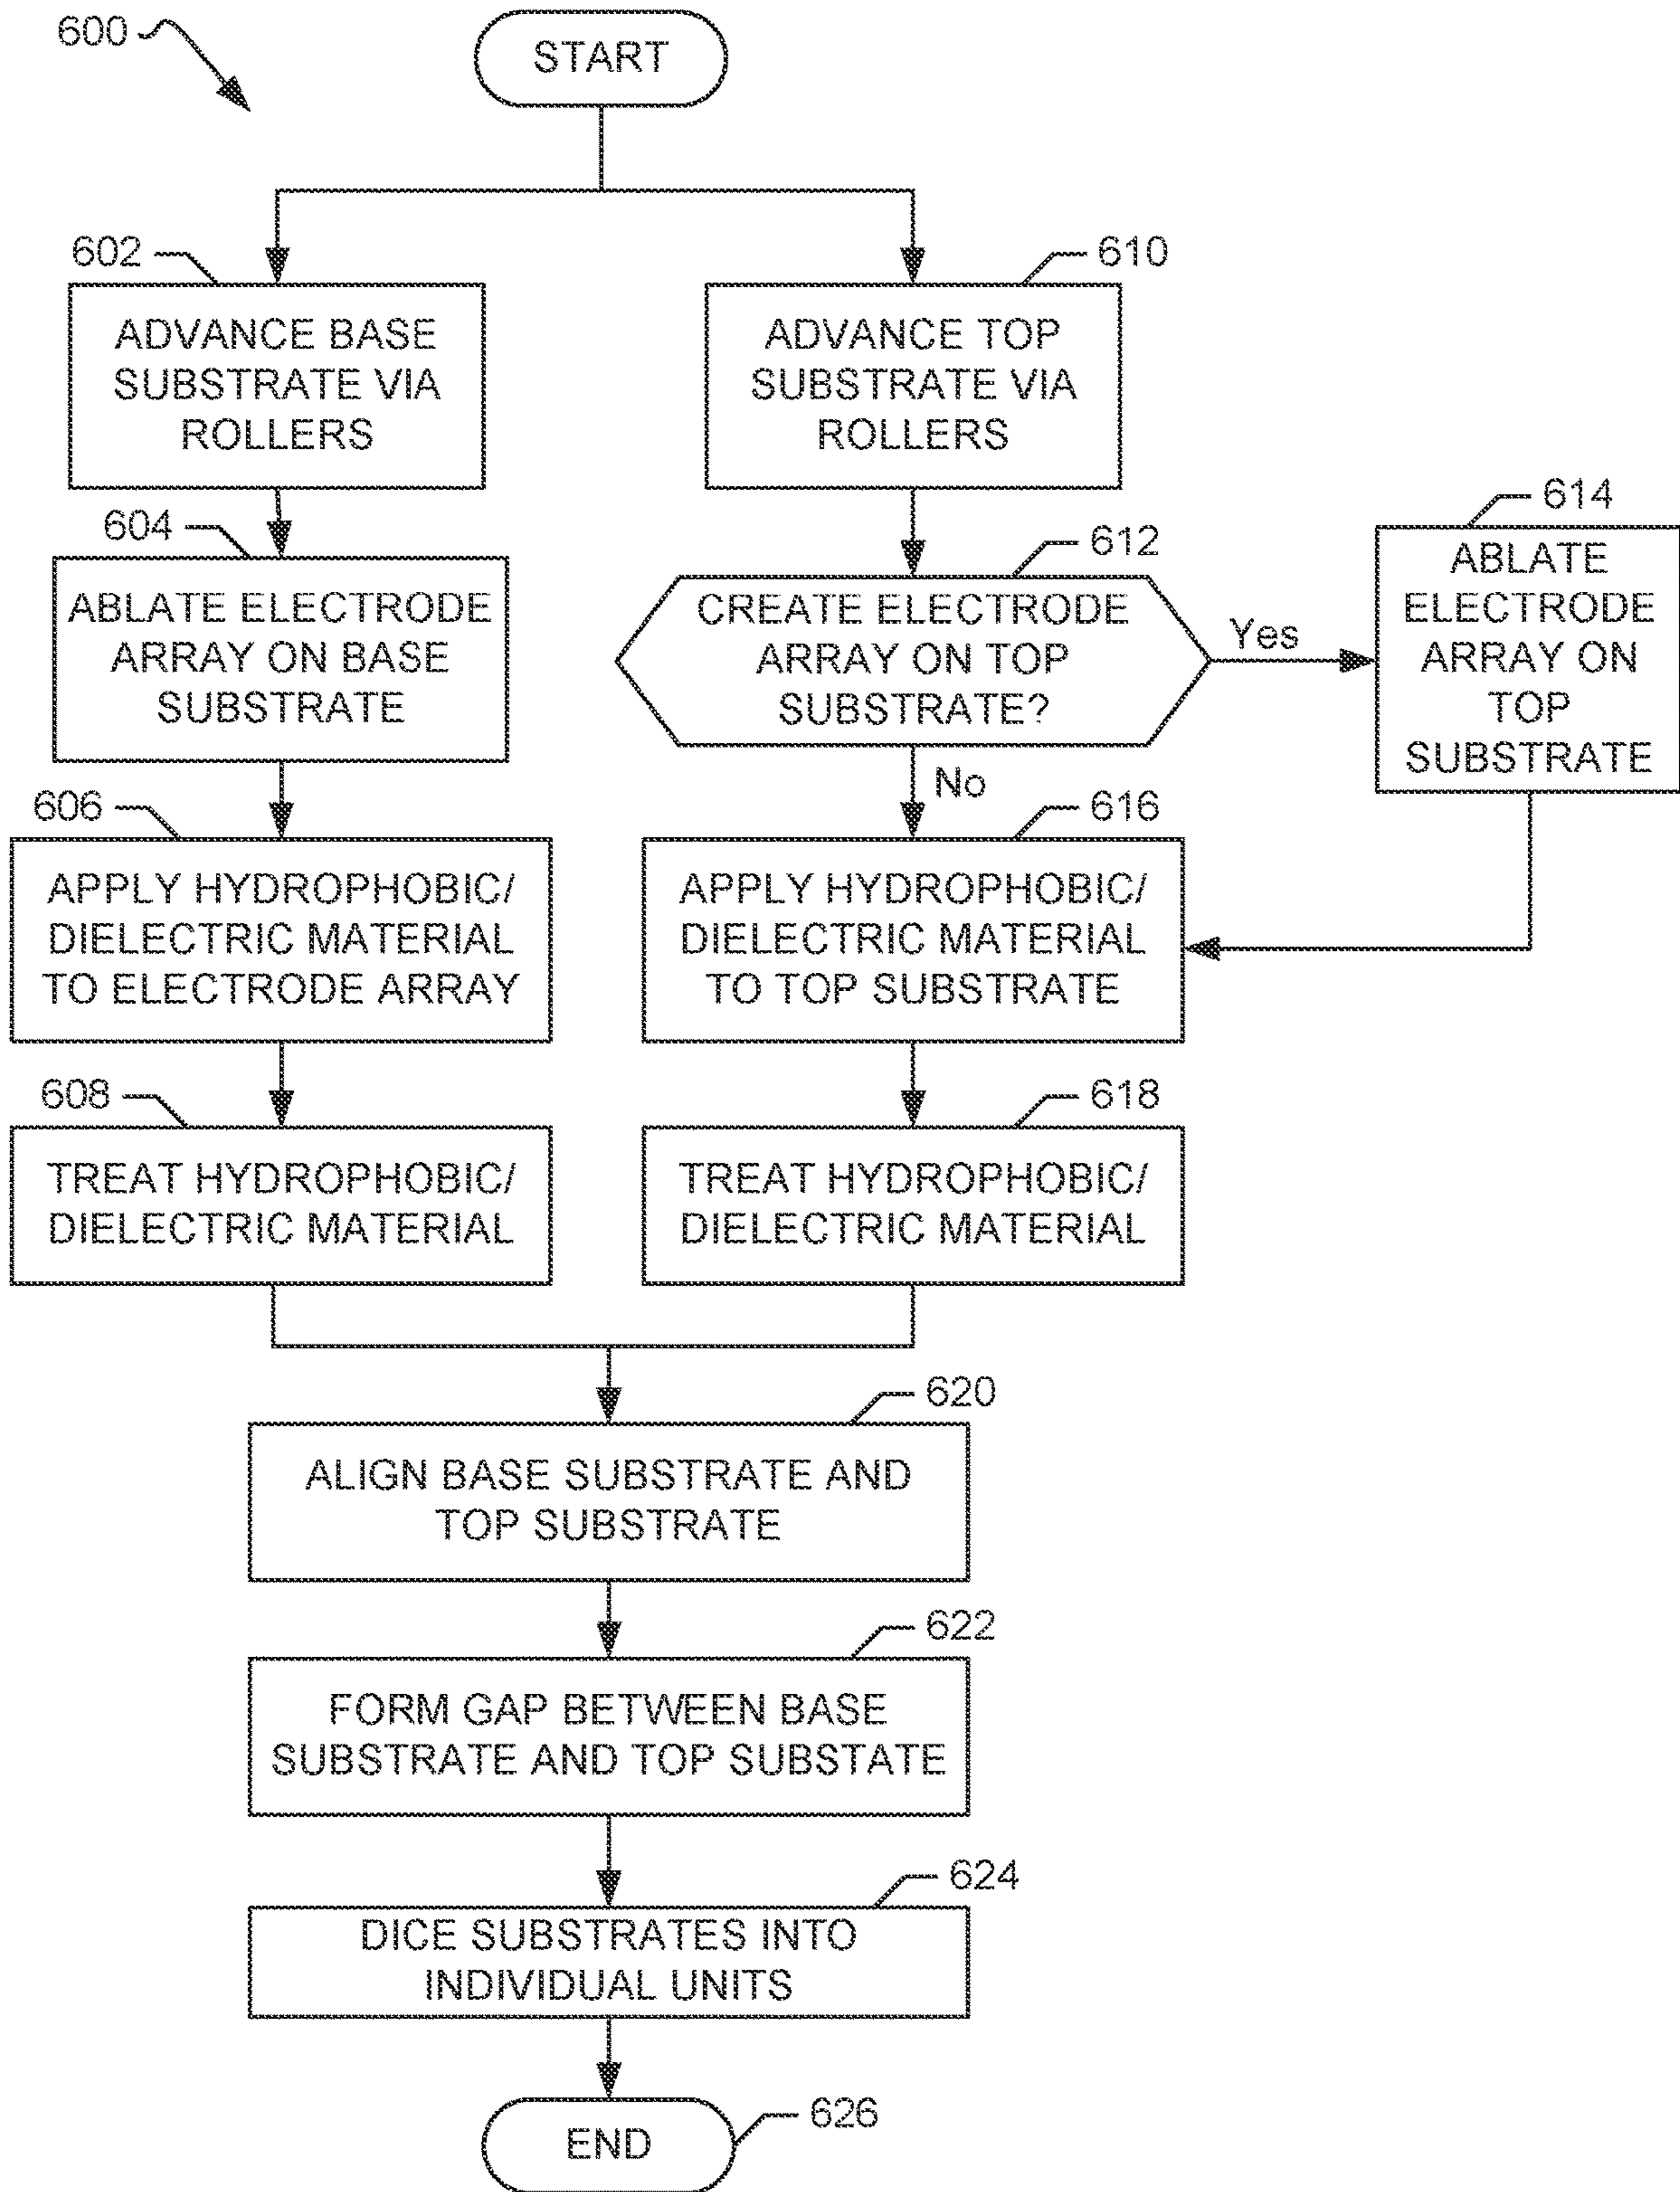 600
START
602
ADVANCE BASE
SUBSTRATE VIA
ROLLERS
610
ADVANCE TOP
SUBSTRATE VIA
ROLLERS
604
ABLATE ELECTRODE
ARRAY ON BASE
SUBSTRATE
612
CREATE ELECTRODE
ARRAY ON TOP
SUBSTRATE?
Yes
No
614
ABLATE
ELECTRODE
ARRAY ON
TOP
SUBSTRATE
606
APPLY HYDROPHOBIC/
DIELECTRIC MATERIAL
TO ELECTRODE ARRAY
616
APPLY HYDROPHOBIC/
DIELECTRIC MATERIAL
TO TOP SUBSTRATE
608
TREAT HYDROPHOBIC/
DIELECTRIC MATERIAL
618
TREAT HYDROPHOBIC/
DIELECTRIC MATERIAL
620
ALIGN BASE SUBSTRATE AND
TOP SUBSTRATE
622
FORM GAP BETWEEN BASE
SUBSTRATE AND TOP SUBSTATE
624
DICE SUBSTRATES INTO
INDIVIDUAL UNITS
END
626